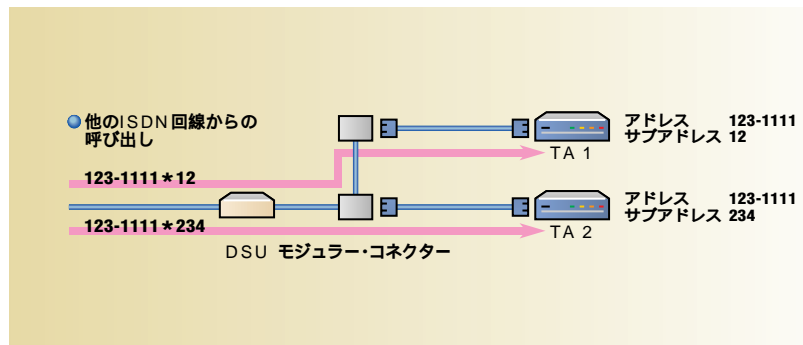 他のISDN回線からの
呼び出し
123-1111*12
123-1111*234
DSU モジュラー・コネクター
TA 1
アドレス 123-1111
サブアドレス 12
TA 2
アドレス 123-1111
サブアドレス 234